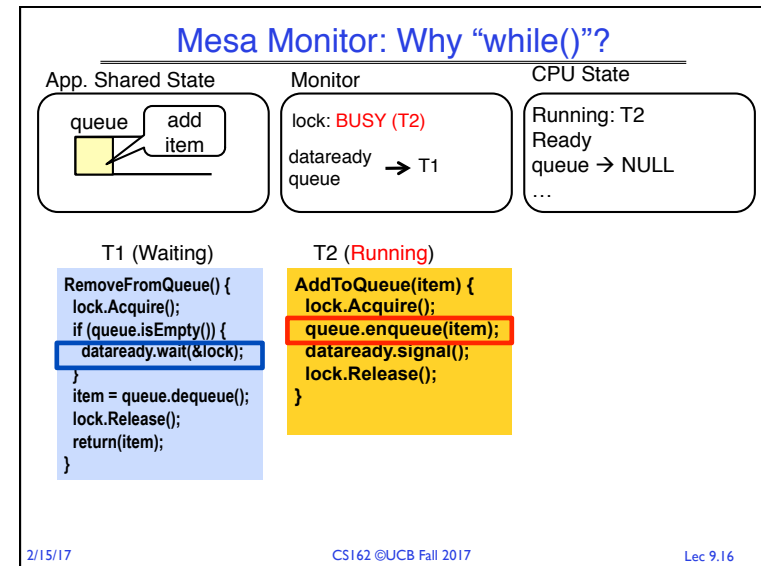 Mesa Monitor: Why “while()”?
App. Shared State
queue
add
item
Monitor
lock: BUSY (T2)
dataready
queue
→ T1
CPU State
Running: T2
Ready
queue → NULL
…
T1 (Waiting)
RemoveFromQueue() {
lock.Acquire();
if (queue.isEmpty()) {
dataready.wait(&lock);
}
item = queue.dequeue();
lock.Release();
return(item);
}
T2 (Running)
AddToQueue(item) {
lock.Acquire();
queue.enqueue(item);
dataready.signal();
lock.Release();
}
2/15/17
CS162 ©UCB Fall 2017
Lec 9.16